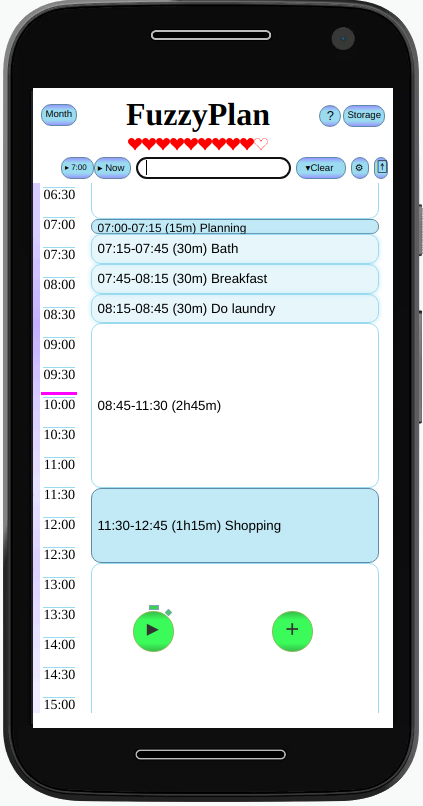 Month
FuzzyPlan
?
Storage
▸ 7:00
▸ Now
▾Clear
06:30
07:00
07:00-07:15 (15m) Planning
07:15-07:45 (30m) Bath
07:30
07:45-08:15 (30m) Breakfast
08:00
08:15-08:45 (30m) Do laundry
08:30
09:00
09:30
10:00
08:45-11:30 (2h45m)
10:30
11:00
11:30
12:00
11:30-12:45 (1h15m) Shopping
12:30
13:00
13:30
14:00
14:30
15:00